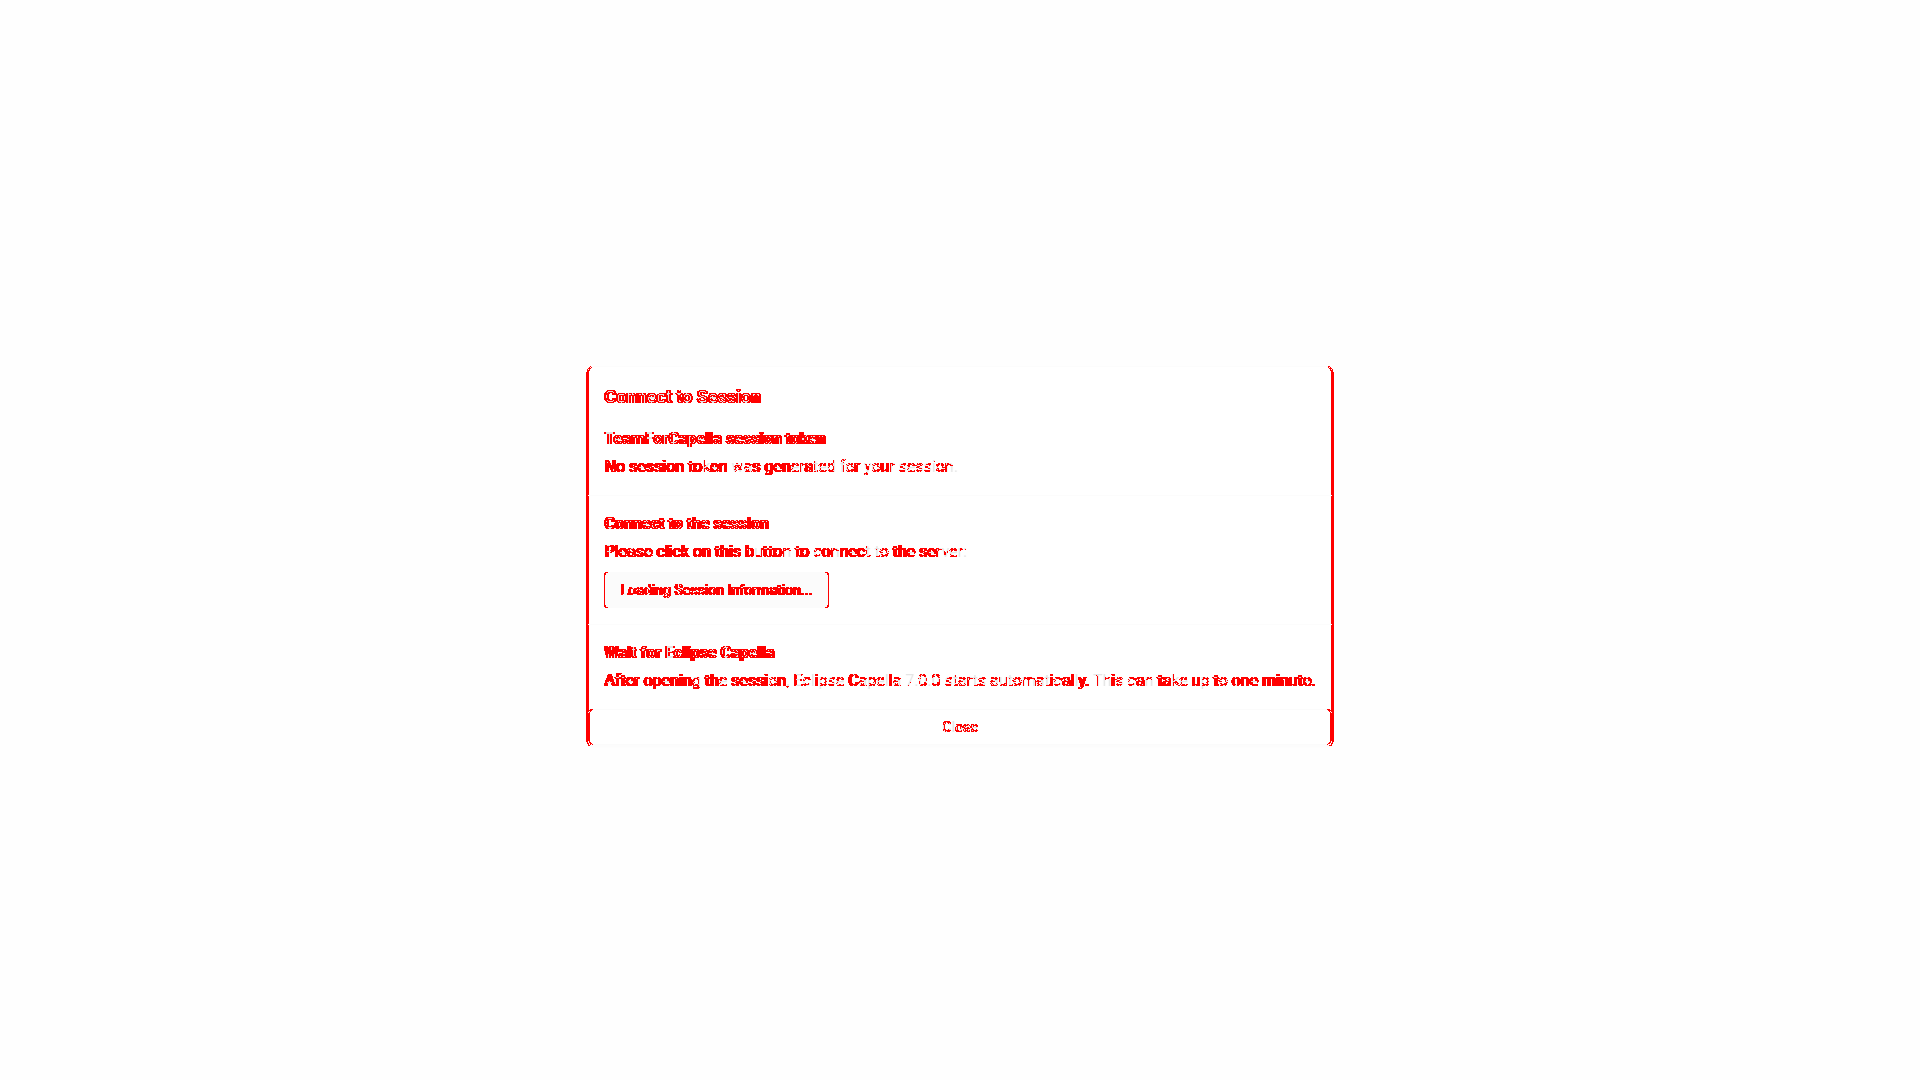 Connect to Session
TeamForCapella session token
No session token was generated for your session
Connect to the session
Please click on this button to connect to the server
Loading Session Information...
Wait for Eclipse Capella
After opening the session, Eclipse Capella 7.0.0 starts automatically. This can take up to one minute.
Close